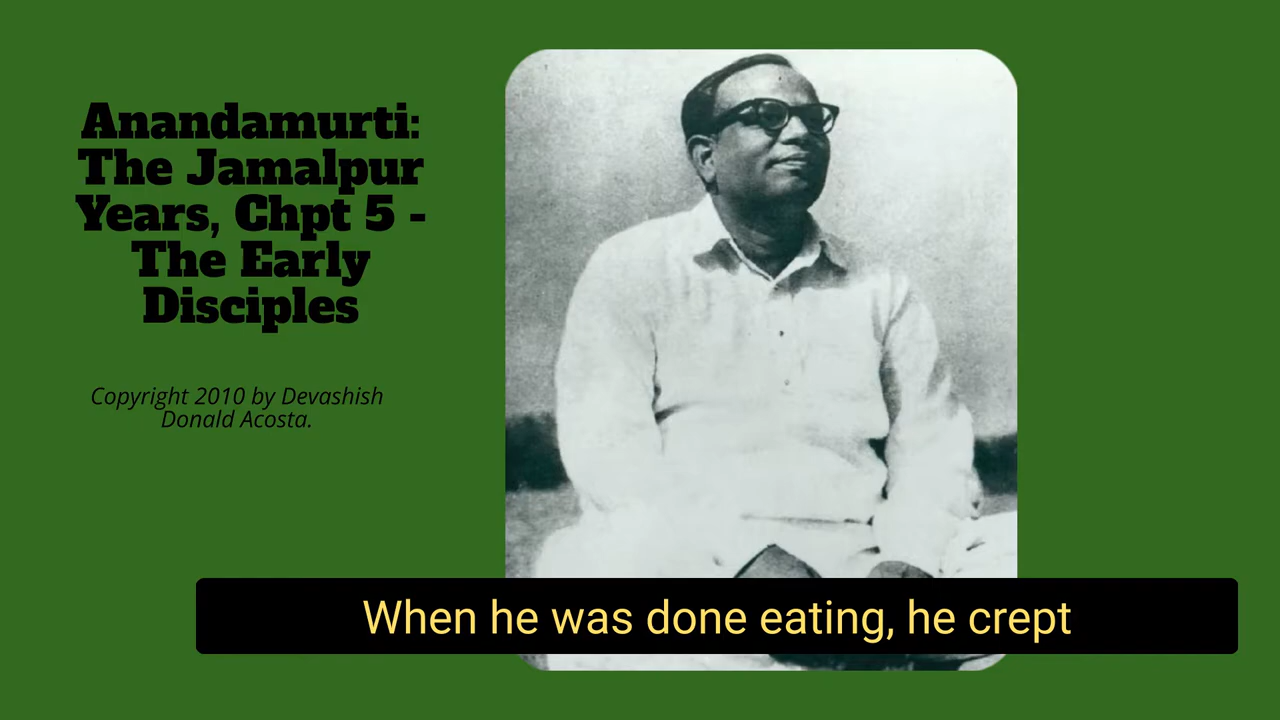 Anandamurti:
The Jamalpur
Years, Chpt 5 -
The Early
Disciples
Copyright 2010 by Devashish
Donald Acosta.
When he was done eating, he crept